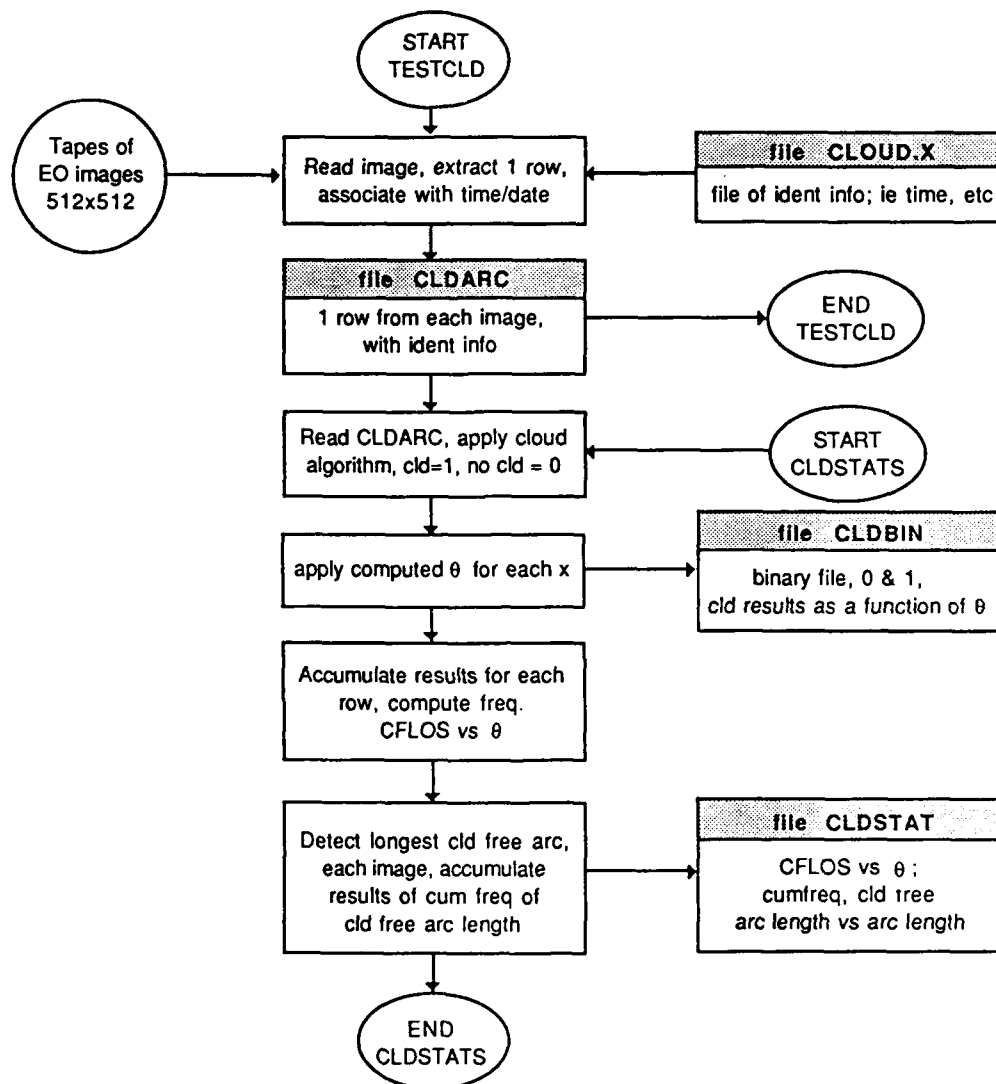 START
TESTCLD
Tapes of
EO images
512x512
Read image, extract 1 row,
associate with time/date
file CLOUD.X
file of ident info; ie time, etc
file CLDARC
1 row from each image,
with ident info
END
TESTCLD
Read CLDARC, apply cloud
algorithm, cld=1, no cld = 0
START
CLDSTATS
apply computed θ for each x
file CLDBIN
binary file, 0 & 1,
cld results as a function of θ
Accumulate results for each
row, compute freq.
CFLOS vs θ
Detect longest cld free arc,
each image, accumulate
results of cum freq of
cld free arc length
file CLDSTAT
CFLOS vs θ ;
cumfreq, cld free
arc length vs arc length
END
CLDSTATS